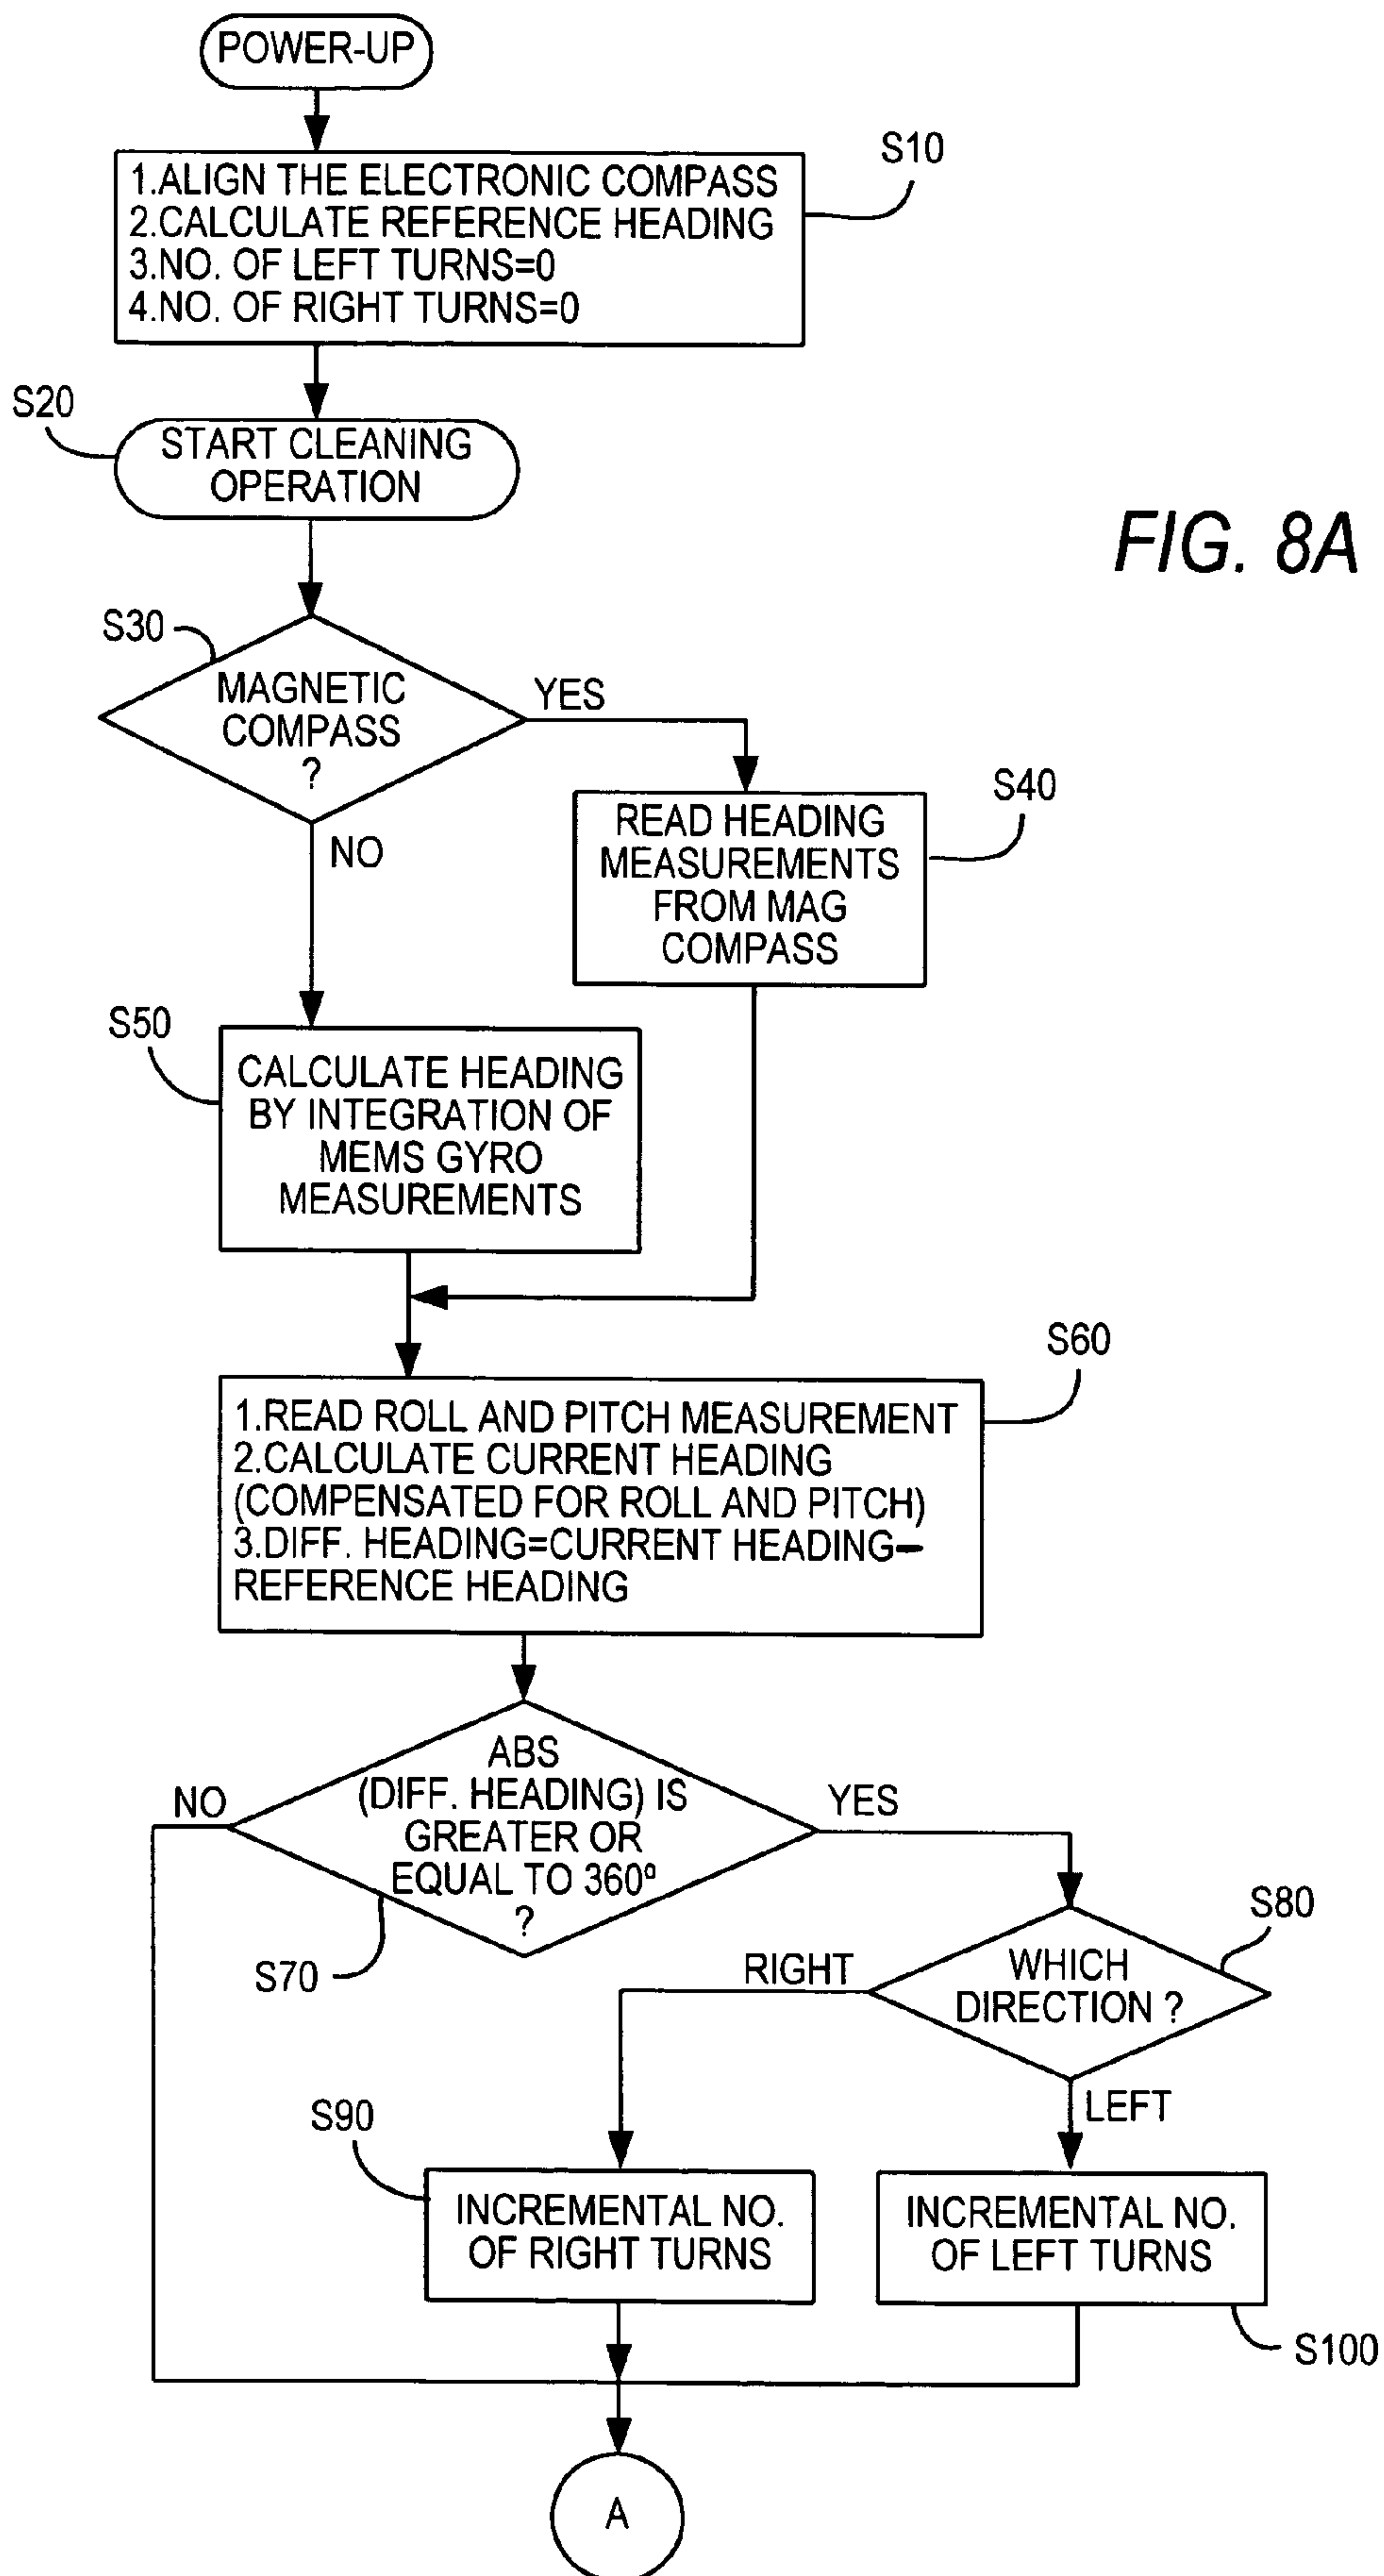 POWER-UP
S10
1.ALIGN THE ELECTRONIC COMPASS
2.CALCULATE REFERENCE HEADING
3.NO. OF LEFT TURNS=0
4.NO. OF RIGHT TURNS=0
S20
START CLEANING
OPERATION
FIG. 8A
S30
MAGNETIC
COMPASS
?
YES
NO
S40
READ HEADING
MEASUREMENTS
FROM MAG
COMPASS
S50
CALCULATE HEADING
BY INTEGRATION OF
MEMS GYRO
MEASUREMENTS
S60
1.READ ROLL AND PITCH MEASUREMENT
2.CALCULATE CURRENT HEADING
(COMPENSATED FOR ROLL AND PITCH)
3.DIFF. HEADING=CURRENT HEADING–
REFERENCE HEADING
ABS
(DIFF. HEADING) IS
GREATER OR
EQUAL TO 360º
?
NO
YES
S70
S80
WHICH
DIRECTION ?
RIGHT
LEFT
S90
INCREMENTAL NO.
OF RIGHT TURNS
INCREMENTAL NO.
OF LEFT TURNS
S100
A